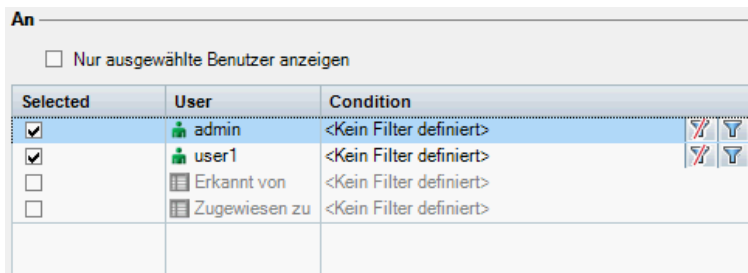 An
Nur ausgewählte Benutzer anzeigen
Selected User Condition
admin <Kein Filter definiert>
user1 <Kein Filter definiert>
Erkannt von <Kein Filter definiert>
Zugewiesen zu <Kein Filter definiert>